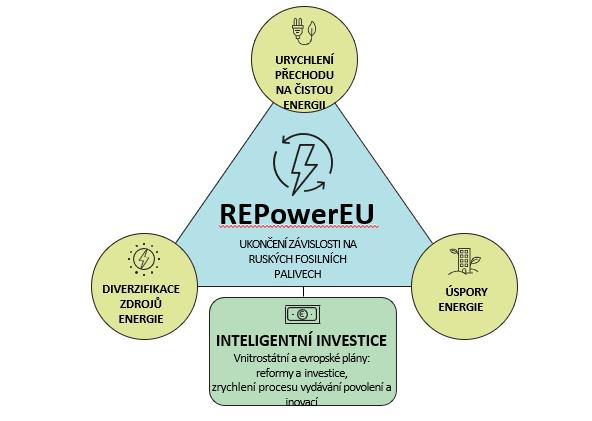 URYCHLENÍ
PŘECHODU
NA ČISTOU
ENERGII
REPowerEU
UKONČENÍ ZÁVISLOSTI NA
RUSKÝCH FOSILNÍCH
PALIVECH
DIVERZIFIKACE
ZDROJŮ
ENERGIE
ÚSPORY
ENERGIE
INTELIGENTNÍ INVESTICE
Vnitrostátní a evropské plány:
reformy a investice,
zrychlení procesu vydávání povolení a
inovací